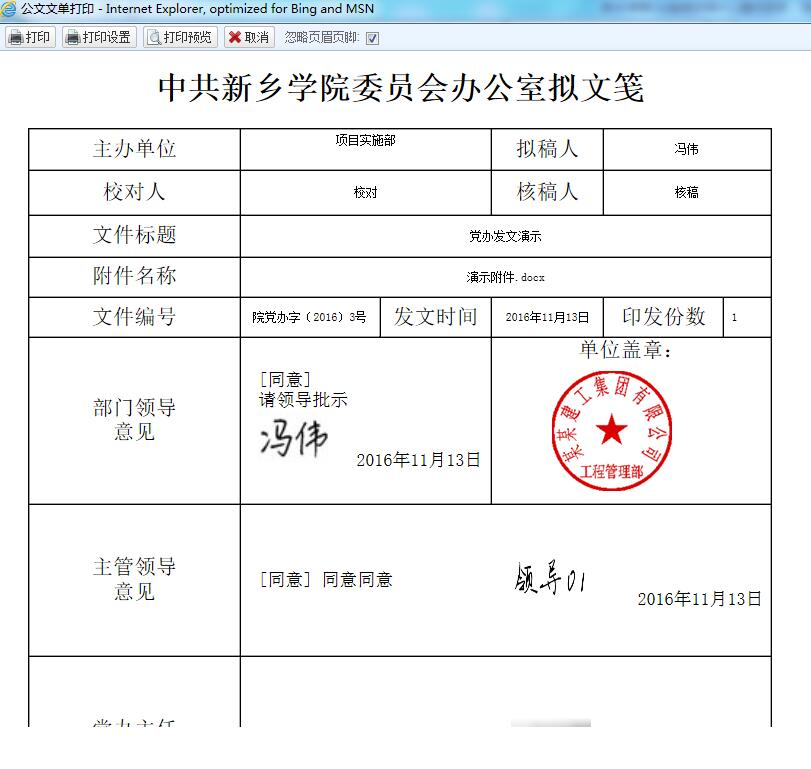 公文文单打印 - Internet Explorer, optimized for Bing and MSN
打印 打印设置 打印预览 取消 忽略页眉页脚:
中共新乡学院委员会办公室拟文笺
主办单位 项目实施部 拟稿人 冯伟
校对人 校对 核稿人 核稿
文件标题 党办发文演示
附件名称 演示附件.docx
文件编号 院党办字（2016）3号 发文时间 2016年11月13日 印发份数 1
单位盖章：
部门领导
意见
[同意]
请领导批示
冯伟
2016年11月13日
某某建工集团有限公司
工程管理部
主管领导
意见
[同意] 同意同意
领导01
2016年11月13日
党办主任